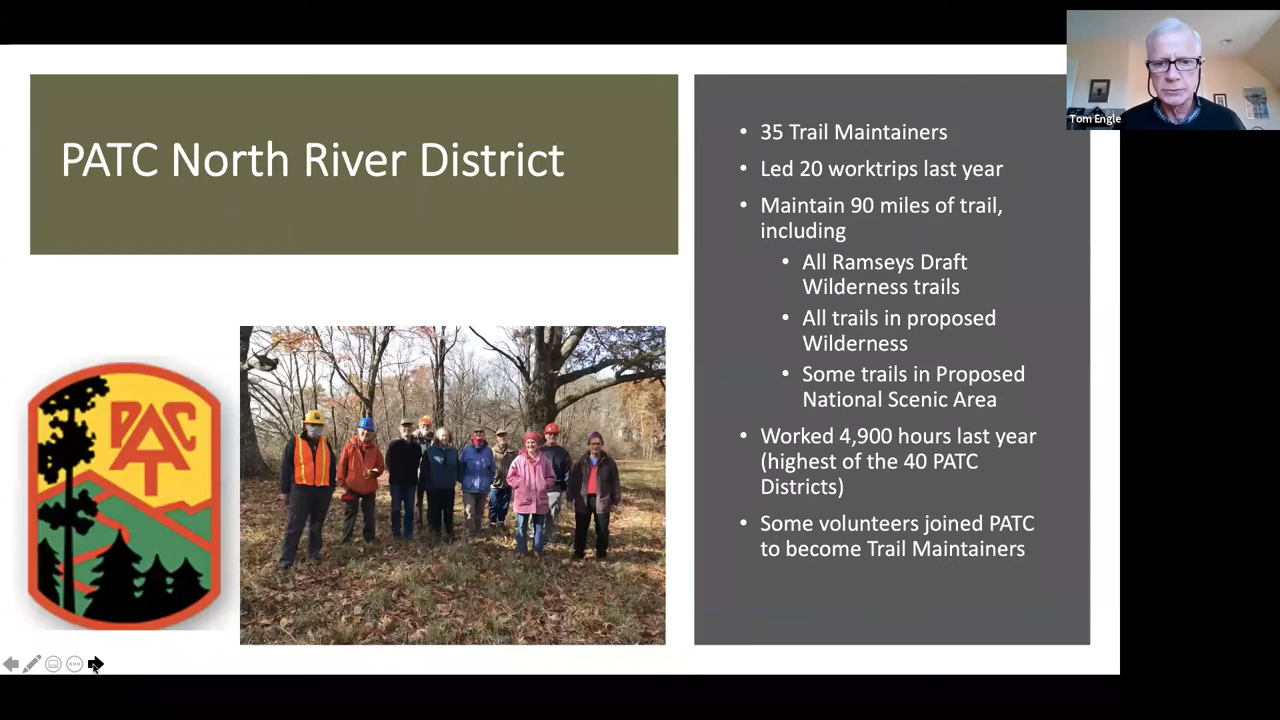 PATC North River District
PATC
• 35 Trail Maintainers
• Led 20 worktrips last year
• Maintain 90 miles of trail,
including
• All Ramseys Draft
Wilderness trails
• All trails in proposed
Wilderness
• Some trails in Proposed
National Scenic Area
• Worked 4,900 hours last year
(highest of the 40 PATC
Districts)
• Some volunteers joined PATC
to become Trail Maintainers
Tom Engle